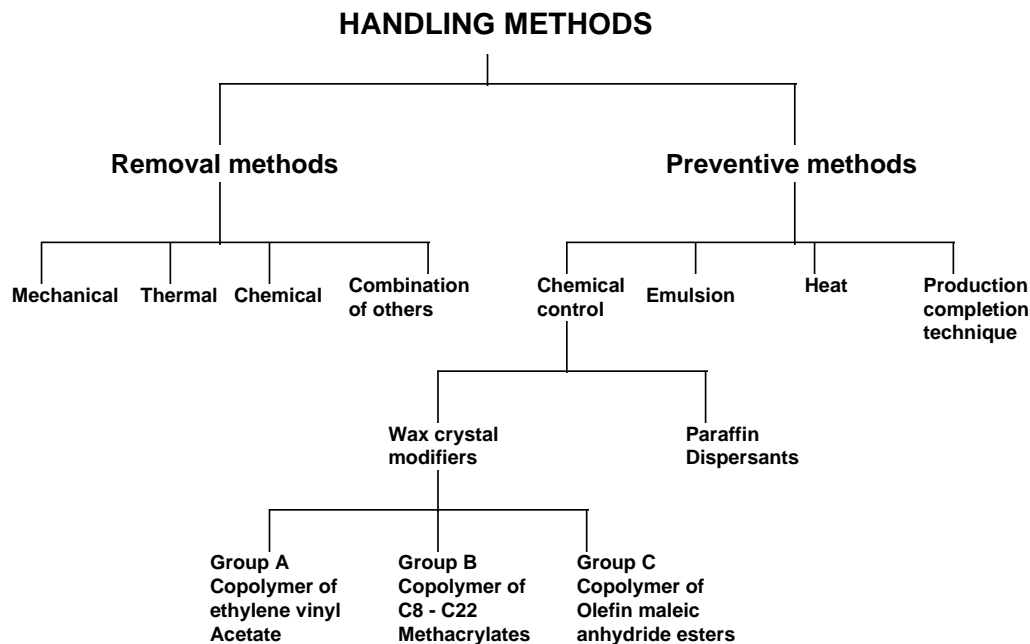 HANDLING METHODS
Removal methods
Preventive methods
Mechanical
Thermal
Chemical
Combination
of others
Chemical
control
Emulsion
Heat
Production
completion
technique
Wax crystal
modifiers
Paraffin
Dispersants
Group A
Copolymer of
ethylene vinyl
Acetate
Group B
Copolymer of
C8 - C22
Methacrylates
Group C
Copolymer of
Olefin maleic
anhydride esters